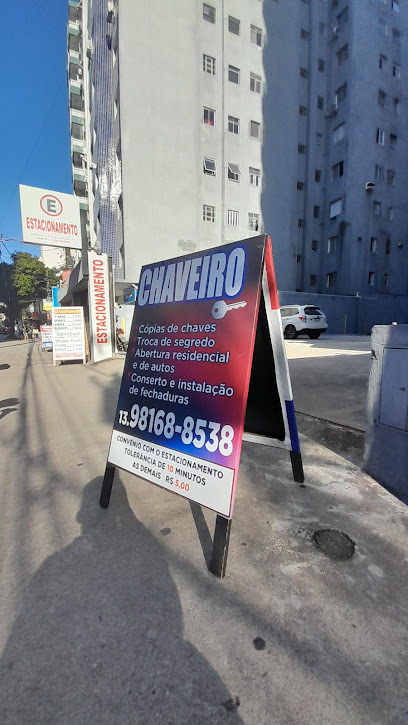 E
ESTACIONAMENTO
ESTACIONAMENTO
CHAVEIRO
* Cópias de chaves
* Troca de segredo
* Abertura residencial
e de autos
* Conserto e instalação
de fechaduras
13.98168-8538
CONVÊNIO COM O ESTACIONAMENTO
TOLERÂNCIA DE 10 MINUTOS
AS DEMAIS R$ 5,00